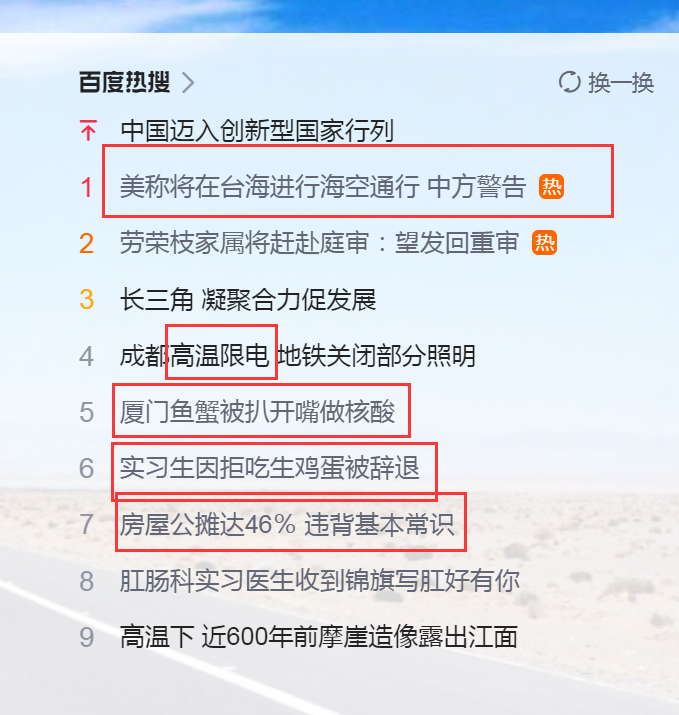 百度热搜
换一换
中国迈入创新型国家行列
1 美称将在台海进行海空通行 中方警告 热
2 劳荣枝家属将赶赴庭审：望发回重审 热
3 长三角 凝聚合力促发展
4 成都高温限电 地铁关闭部分照明
5 厦门鱼蟹被扒开嘴做核酸
6 实习生因拒吃生鸡蛋被辞退
7 房屋公摊达46% 违背基本常识
8 肛肠科实习医生收到锦旗写肛好有你
9 高温下 近600年前摩崖造像露出江面